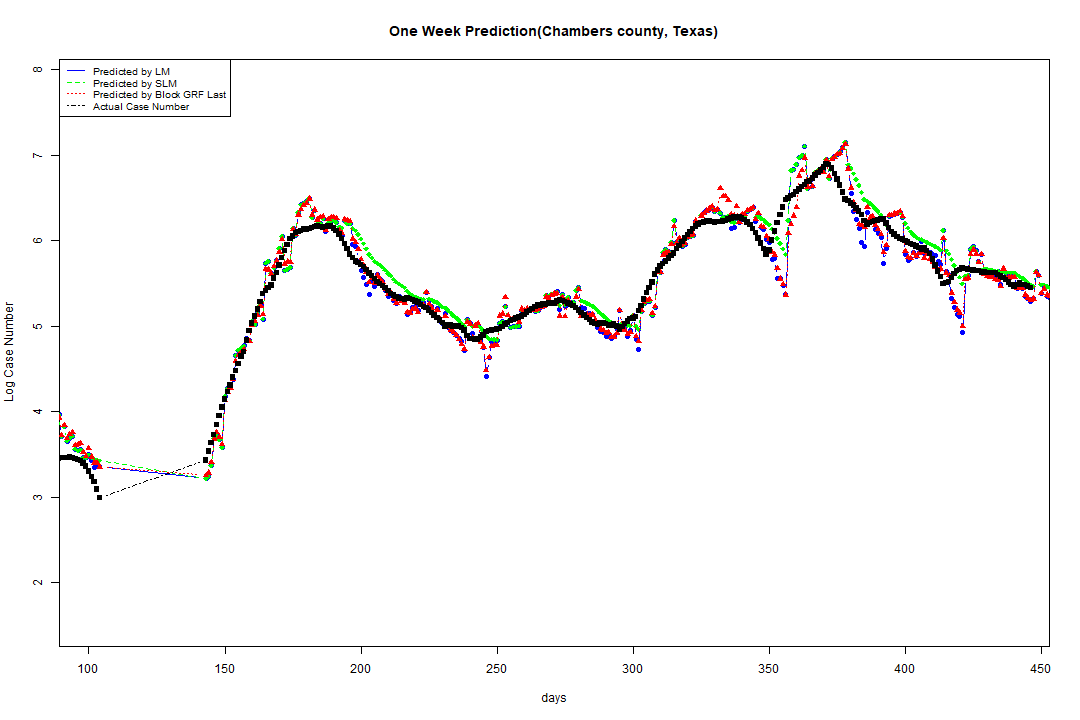 One Week Prediction(Chambers county, Texas)
Predicted by LM
Predicted by SLM
Predicted by Block GRF Last
Actual Case Number
8
7
6
5
4
3
2
Log Case Number
100 150 200 250 300 350 400 450
days